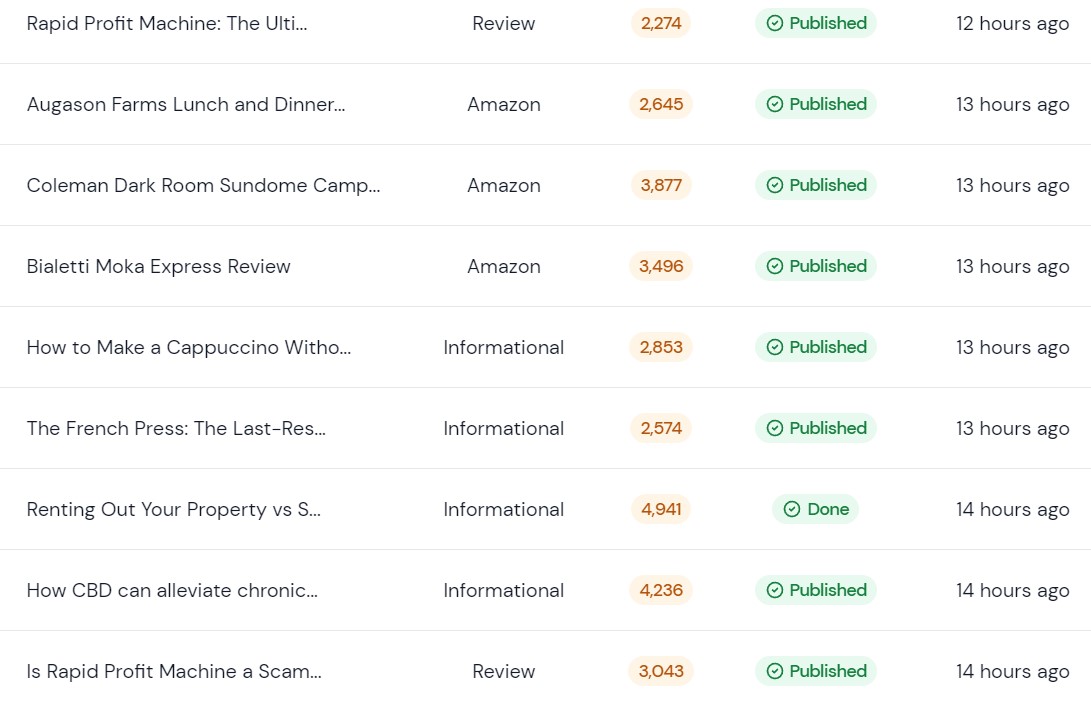 Rapid Profit Machine: The Ulti... Review 2,274 Published 12 hours ago
Augason Farms Lunch and Dinner... Amazon 2,645 Published 13 hours ago
Coleman Dark Room Sundome Camp... Amazon 3,877 Published 13 hours ago
Bialetti Moka Express Review Amazon 3,496 Published 13 hours ago
How to Make a Cappuccino Witho... Informational 2,853 Published 13 hours ago
The French Press: The Last-Res... Informational 2,574 Published 13 hours ago
Renting Out Your Property vs S... Informational 4,941 Done 14 hours ago
How CBD can alleviate chronic... Informational 4,236 Published 14 hours ago
Is Rapid Profit Machine a Scam... Review 3,043 Published 14 hours ago